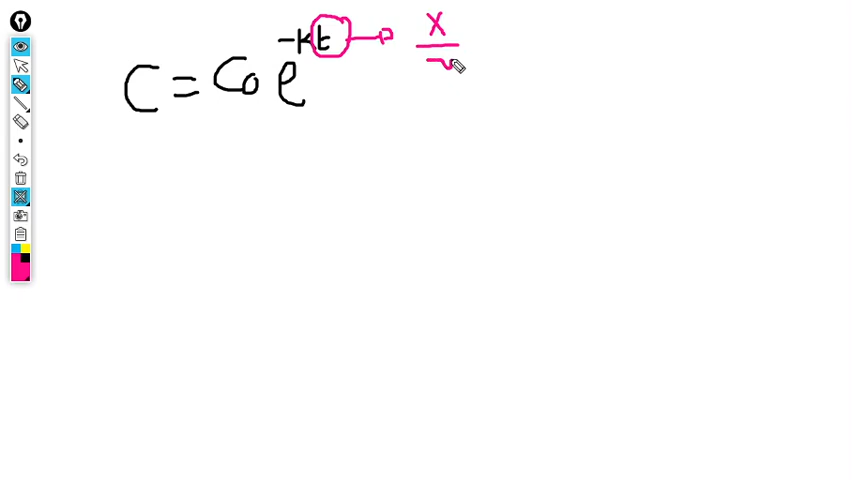 C = Co e^-kt → x/